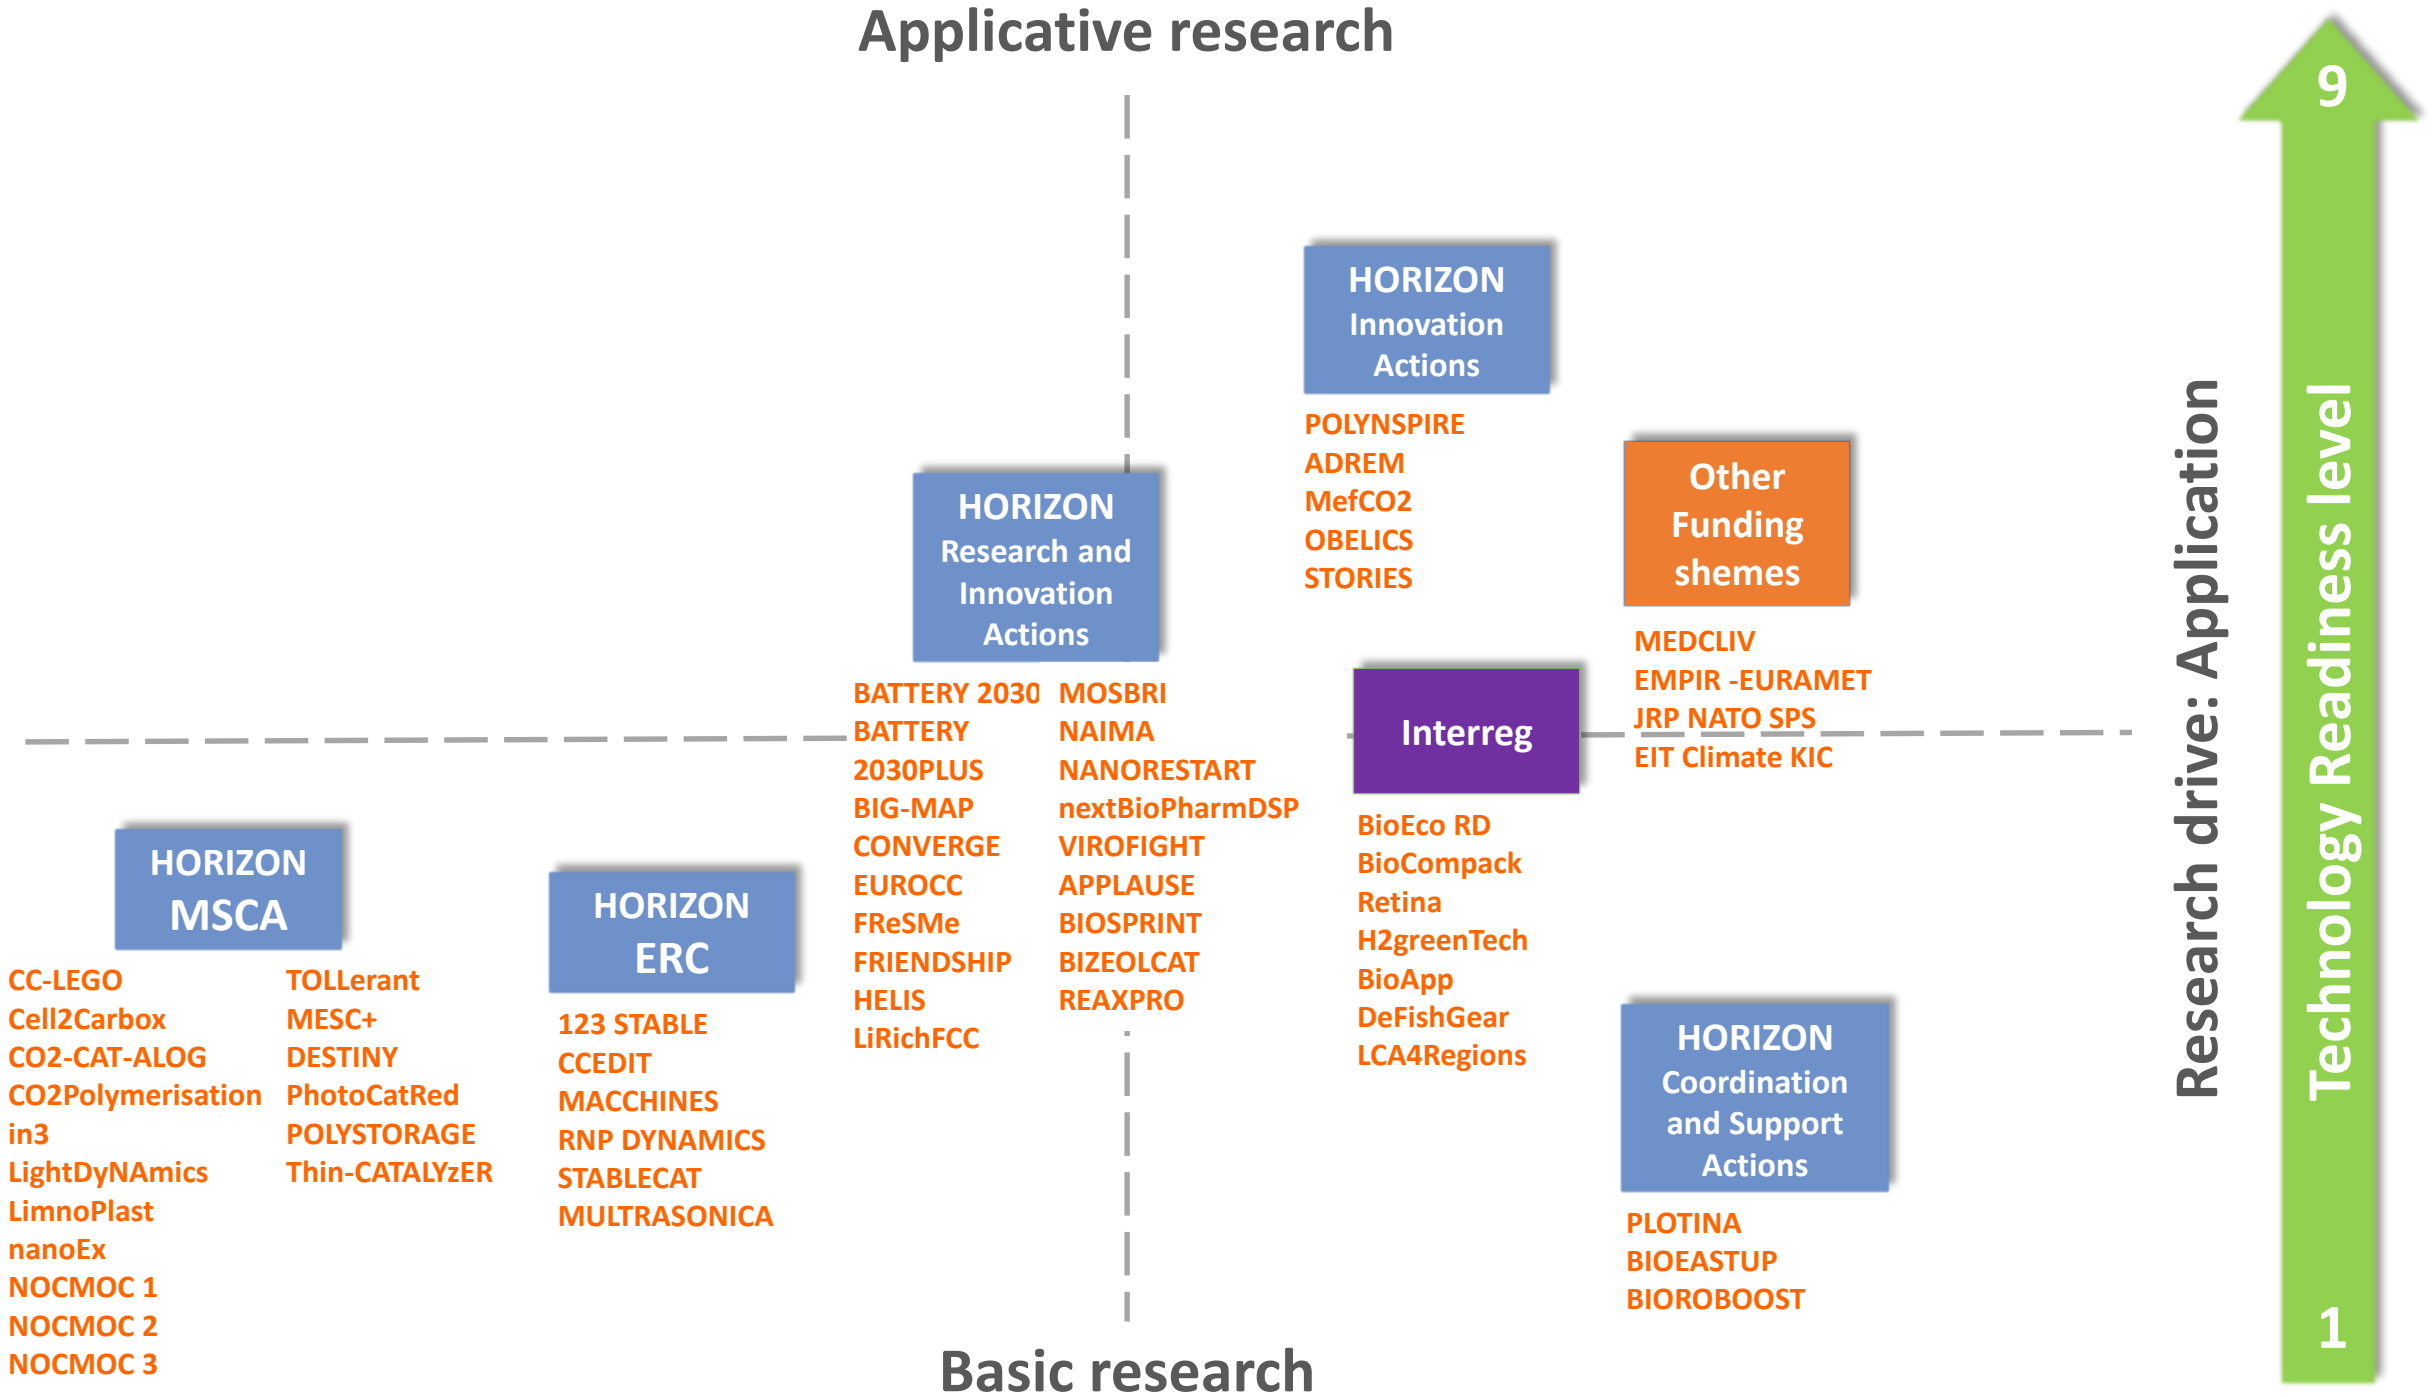 Applicative research
HORIZON
Innovation
Actions
POLYNSPIRE
ADREM
MefCO2
OBELICS
STORIES
Other
Funding
shemes
MEDCLIV
EMPIR -EURAMET
JRP NATO SPS
EIT Climate KIC
HORIZON
Research and
Innovation
Actions
BATTERY 2030
BATTERY
2030PLUS
BIG-MAP
CONVERGE
EUROCC
FReSMe
FRIENDSHIP
HELIS
LiRichFCC
MOSBRI
NAIMA
NANORESTART
nextBioPharmDSP
VIROFIGHT
APPLAUSE
BIOSPRINT
BIZEOLCAT
REAXPRO
Interreg
BioEco RD
BioCompack
Retina
H2greenTech
BioApp
DeFishGear
LCA4Regions
HORIZON
MSCA
CC-LEGO
Cell2Carbox
CO2-CAT-ALOG
CO2Polymerisation
in3
LightDyNAmics
LimnoPlast
nanoEx
NOCMOC 1
NOCMOC 2
NOCMOC 3
TOLLerant
MESC+
DESTINY
PhotoCatRed
POLYSTORAGE
Thin-CATALYzER
HORIZON
ERC
123 STABLE
CCEDIT
MACCHINES
RNP DYNAMICS
STABLECAT
MULTRASONICA
HORIZON
Coordination
and Support
Actions
PLOTINA
BIOEASTUP
BIOROBOOST
Basic research
Research drive: Application
9
Technology Readiness level
1